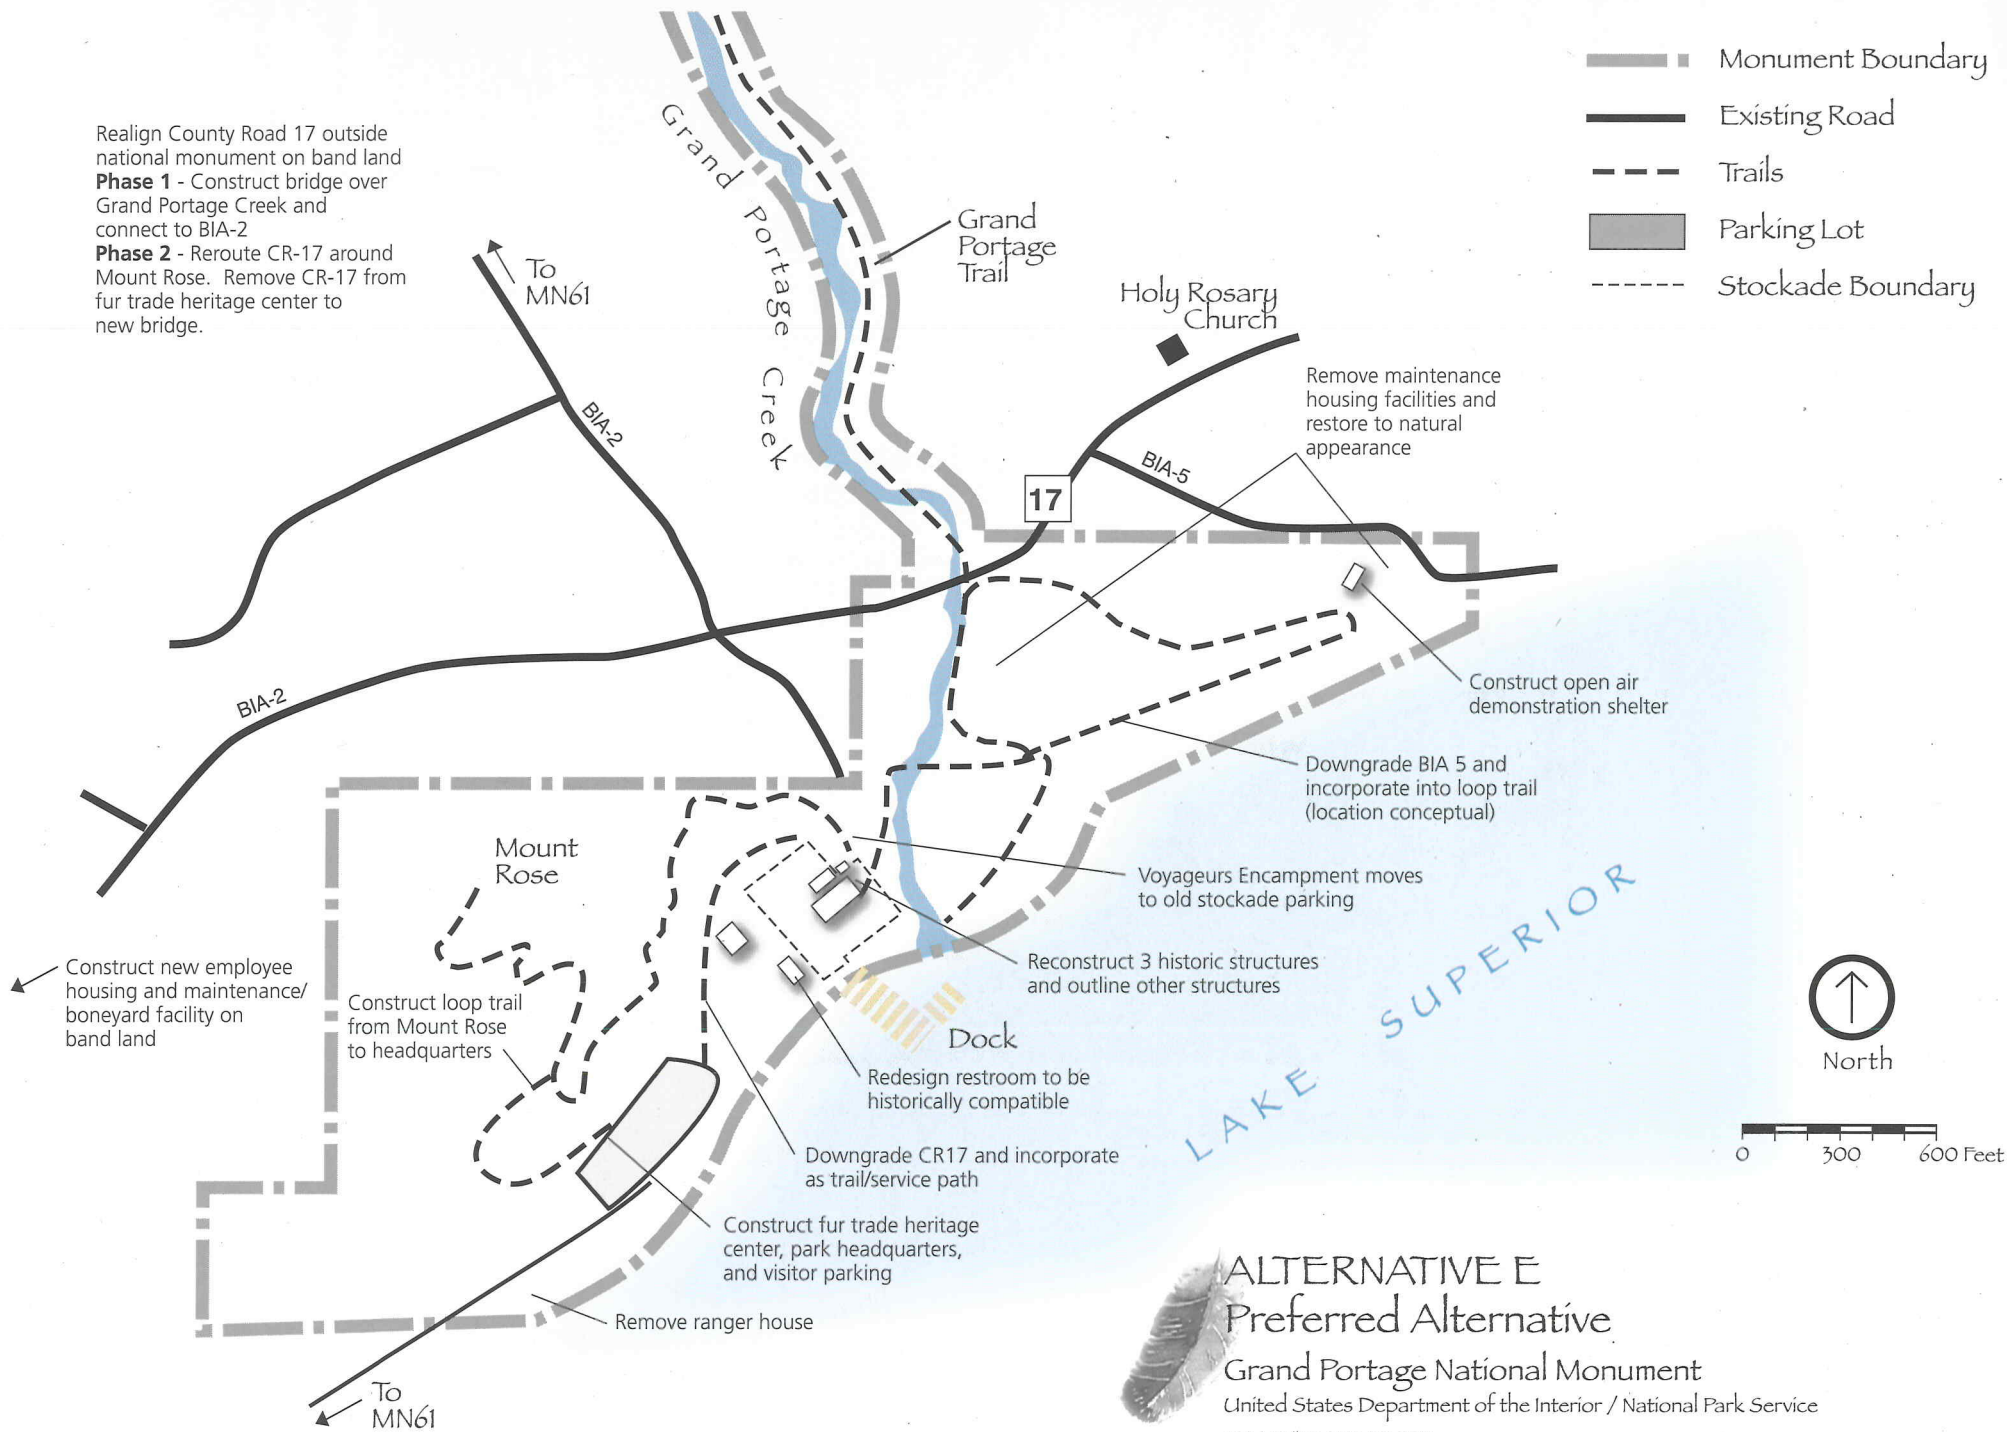 Realign County Road 17 outside
national monument on band land
Phase 1 - Construct bridge over
Grand Portage Creek and
connect to BIA-2
Phase 2 - Reroute CR-17 around
Mount Rose. Remove CR-17 from
fur trade heritage center to
new bridge.
Monument Boundary
Existing Road
Trails
Parking Lot
Stockade Boundary
Grand Portage Creek
Grand
Portage
Trail
To
MN61
Holy Rosary
Church
BIA-2
Remove maintenance
housing facilities and
restore to natural
appearance
BIA-5
17
BIA-2
Construct open air
demonstration shelter
Downgrade BIA 5 and
incorporate into loop trail
(location conceptual)
Mount
Rose
Voyageurs Encampment moves
to old stockade parking
Reconstruct 3 historic structures
and outline other structures
Construct new employee
housing and maintenance/
boneyard facility on
band land
Construct loop trail
from Mount Rose
to headquarters
Dock
LAKE SUPERIOR
North
0 300 600 Feet
Redesign restroom to be
historically compatible
Downgrade CR17 and incorporate
as trail/service path
Construct fur trade heritage
center, park headquarters,
and visitor parking
Remove ranger house
To
MN61
ALTERNATIVE E
Preferred Alternative
Grand Portage National Monument
United States Department of the Interior / National Park Service